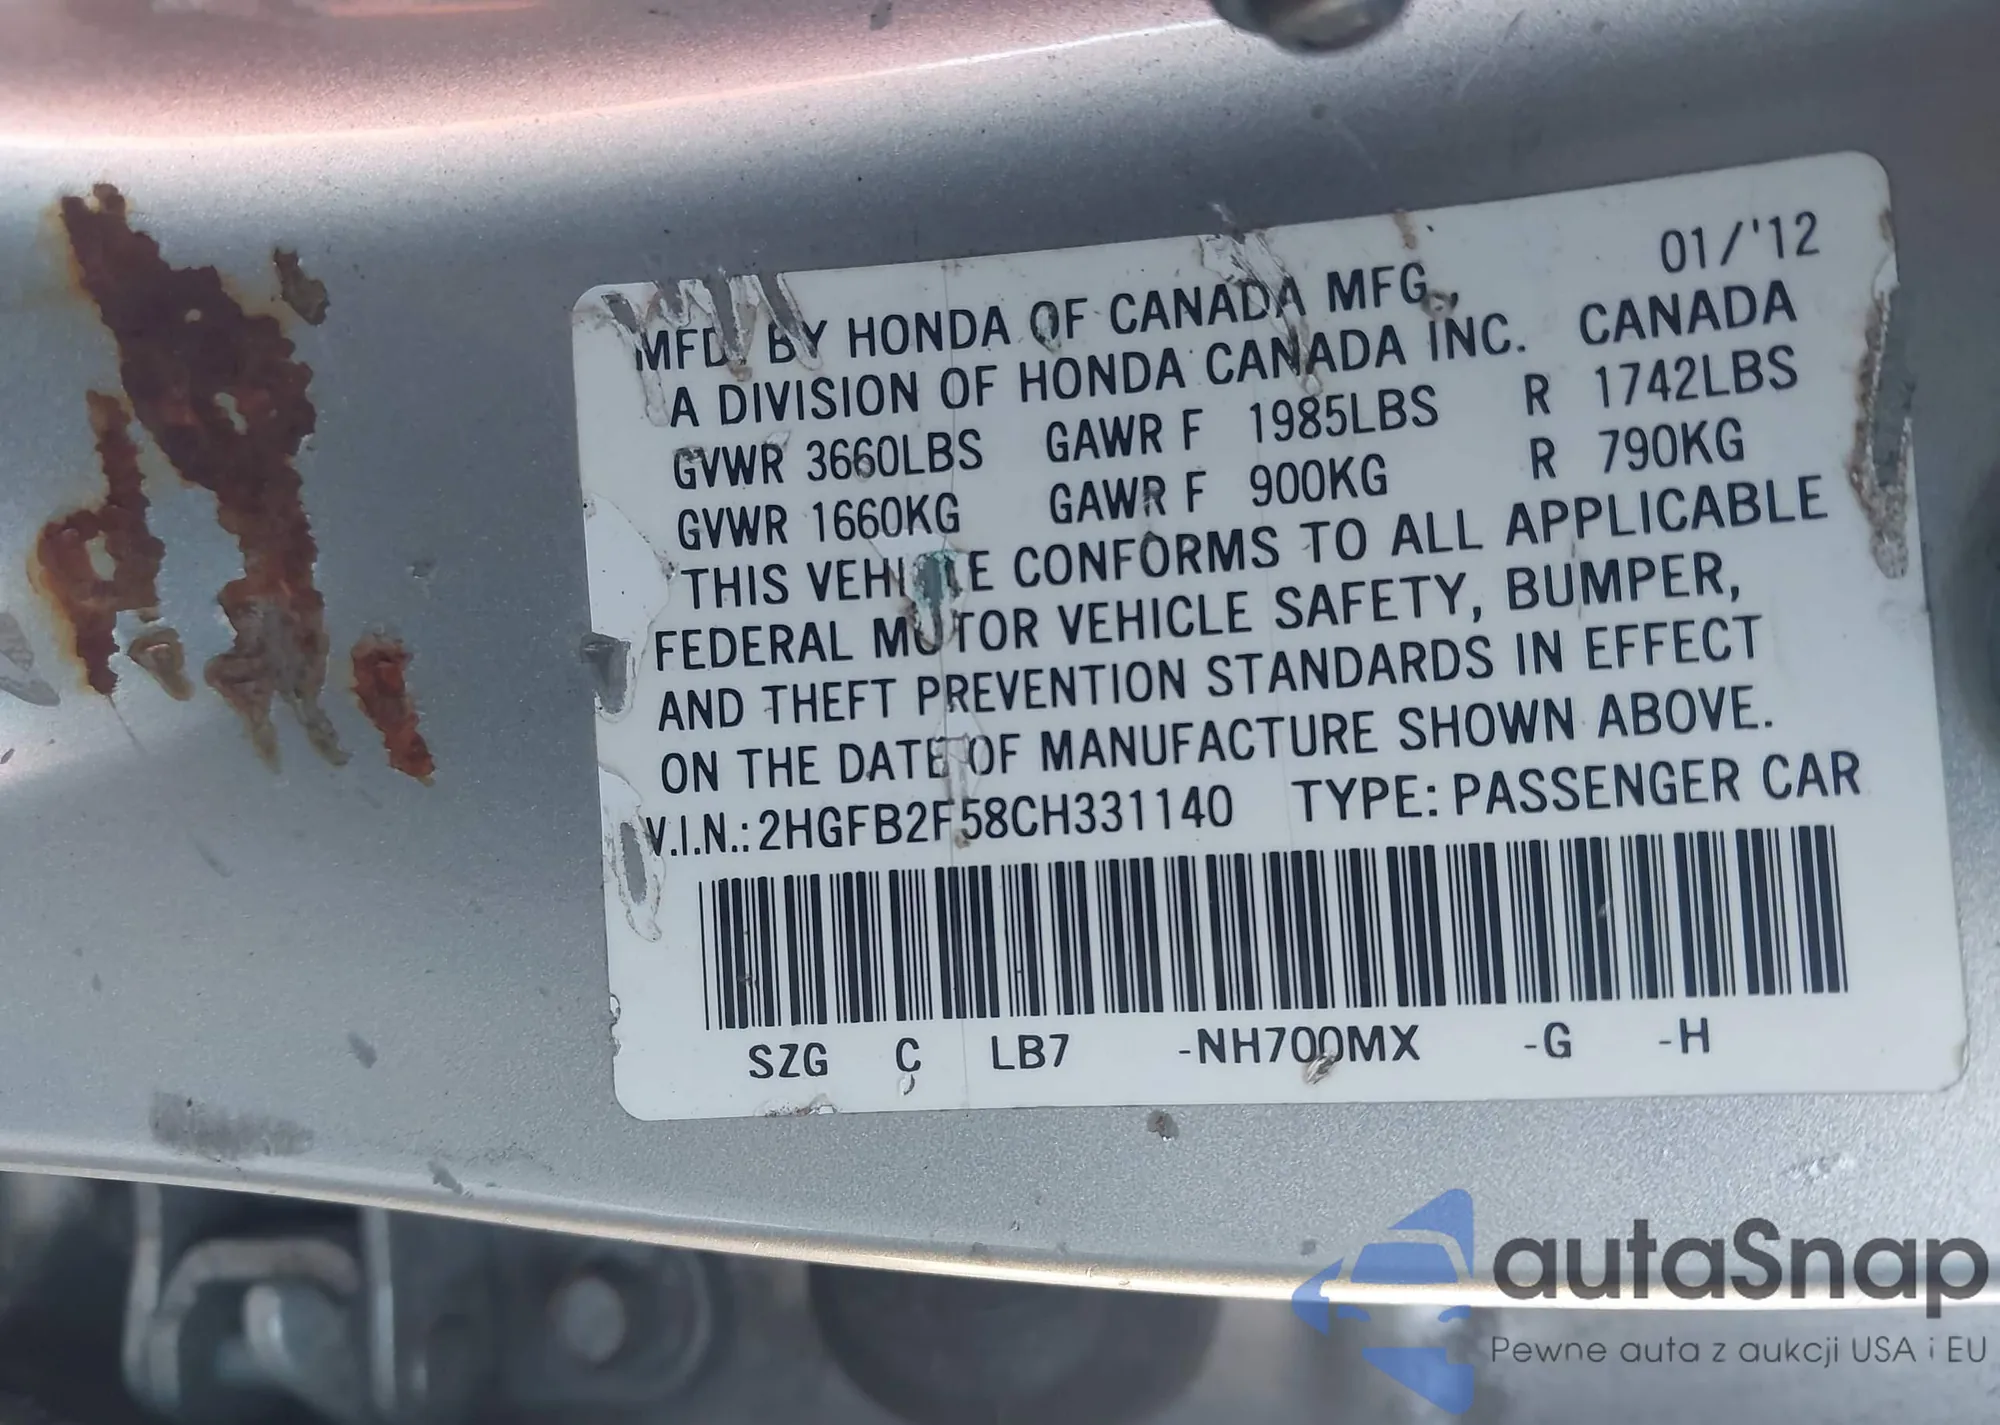 01/'12
MFD. BY HONDA OF CANADA MFG.,
A DIVISION OF HONDA CANADA INC. CANADA
GVWR 3660LBS GAWR F 1985LBS R 1742LBS
GVWR 1660KG GAWR F 900KG R 790KG
THIS VEHICLE CONFORMS TO ALL APPLICABLE
FEDERAL MOTOR VEHICLE SAFETY, BUMPER,
AND THEFT PREVENTION STANDARDS IN EFFECT
ON THE DATE OF MANUFACTURE SHOWN ABOVE.
V.I.N.: 2HGFB2F58CH331140 TYPE: PASSENGER CAR
SZG C LB7 -NH700MX -G -H
autaSnap
Pewne auta z aukcji USA i EU